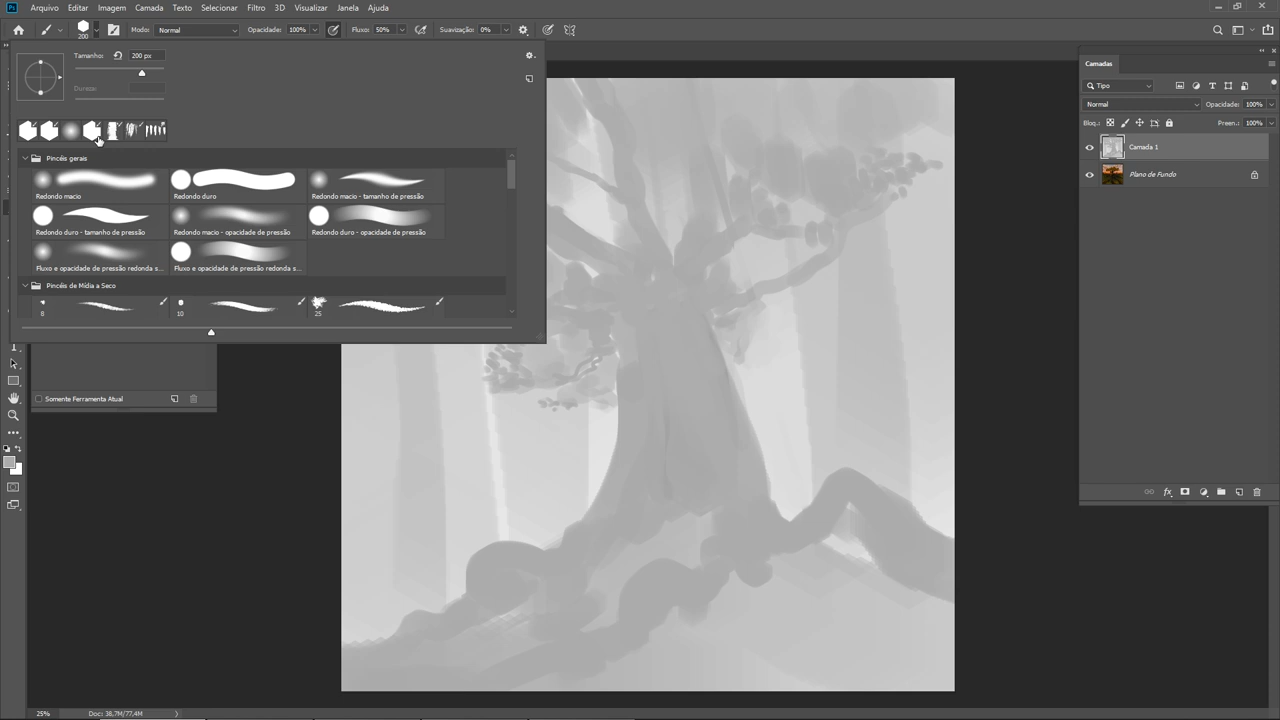 Ps Arquivo Editar Imagem Camada Texto Selecionar Filtro 3D Visualizar Janela Ajuda
200 Modo: Normal Opacidade: 100% Fluxo: 50% Suavização: 0%
Tamanho: 200 px
Dureza:
Pincéis gerais
Redondo macio Redondo duro Redondo macio - tamanho de pressão
Redondo duro - tamanho de pressão Redondo macio - opacidade de pressão Redondo duro - opacidade de pressão
Fluxo e opacidade de pressão redonda s... Fluxo e opacidade de pressão redonda s...
Pincéis de Mídia a Seco
8 10 25
Somente Ferramenta Atual
Camadas
Tipo
Normal Opacidade: 100%
Bloq.: Preen.: 100%
Camada 1
Plano de Fundo
fx
25% Doc: 38,7M/77,4M